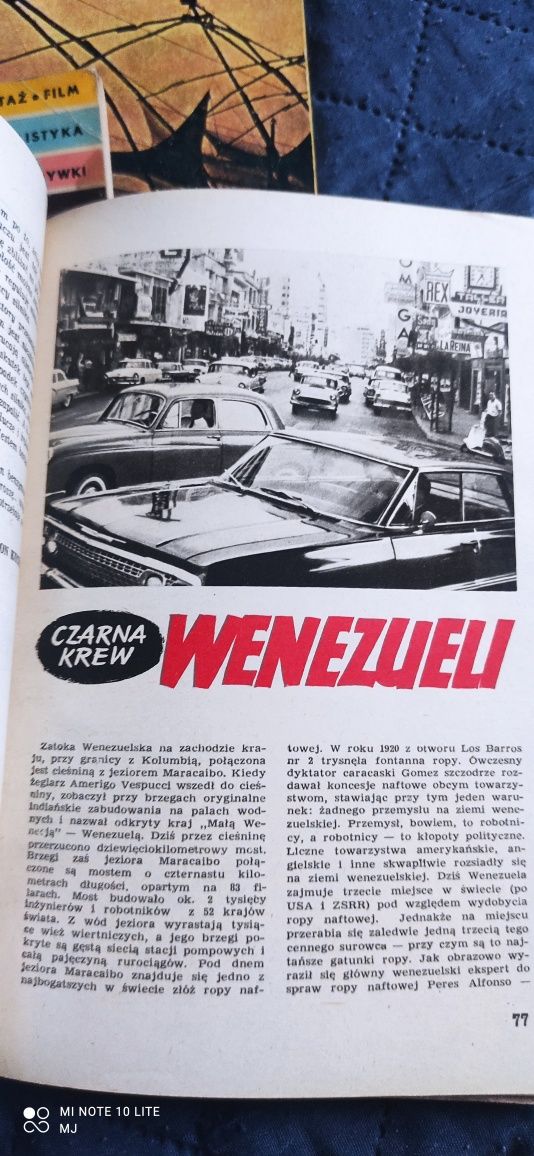 TAŻ • FILM
ISTYKA
YWKI
OMEGA
REX
TALLER
JOYERIA
LA REINA
CZARNA
KREW
WENEZUELI
Zatoka Wenezuelska na zachodzie kra-
ju, przy granicy z Kolumbią, połączona
jest cieśniną z jeziorem Maracaibo. Kiedy
żeglarz Amerigo Vespucci wszedł do cieś-
niny, zobaczył przy brzegach oryginalne
indiańskie zabudowania na palach wod-
nych i nazwał odkryty kraj „Małą We-
necją” — Wenezuelą. Dziś przez cieśninę
przerzucono dziewięciokilometrowy most.
Brzegi zaś jeziora Maracaibo połą-
czone są mostem o czternastu kilo-
metrach długości, opartym na 83 fi-
larach. Most budowało ok. 2 tysięby
inżynierów i robotników z 52 krajów
świata. Z wód jeziora wyrastają tysią-
ce wież wiertniczych, a jego brzegi po-
kryte są gęstą siecią stacji pompowych i
całą pajęczyną rurociągów. Pod dnem
jeziora Maracaibo znajduje się jedno z
najbogatszych w świecie złóż ropy naf-
towej. W roku 1920 z otworu Los Barros
nr 2 trysnęła fontanna ropy. Ówczesny
dyktator caracaski Gomez szczodrze roz-
dawał koncesje naftowe obcym towarzy-
stwom, stawiając przy tym jeden waru-
nek: żadnego przemysłu na ziemi wene-
zuelskiej. Przemysł, bowiem, to robotni-
cy, a robotnicy — to kłopoty polityczne.
Liczne towarzystwa amerykańskie, an-
gielskie i inne skwapliwie rozsiadły się
na ziemi wenezuelskiej. Dziś Wenezuela
zajmuje trzecie miejsce w świecie (po
USA i ZSRR) pod względem wydobycia
ropy naftowej. Jednakże na miejscu
przerabia się zaledwie jedną trzecią tego
cennego surowca — przy czym są to naj-
tańsze gatunki ropy. Jak obrazowo wy-
raził się główny wenezuelski ekspert do
spraw ropy naftowej Peres Alfonso —
77
MI NOTE 10 LITE
MJ